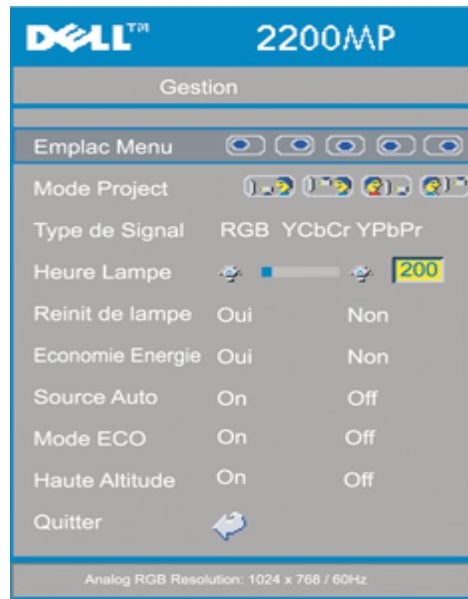 DELL™ 2200MP
Gestion
Emplac Menu
Mode Project
Type de Signal RGB YCbCr YPbPr
Heure Lampe 200
Reinit de lampe Oui Non
Economie Energie Oui Non
Source Auto On Off
Mode ECO On Off
Haute Altitude On Off
Quitter
Analog RGB Resolution: 1024 x 768 / 60Hz